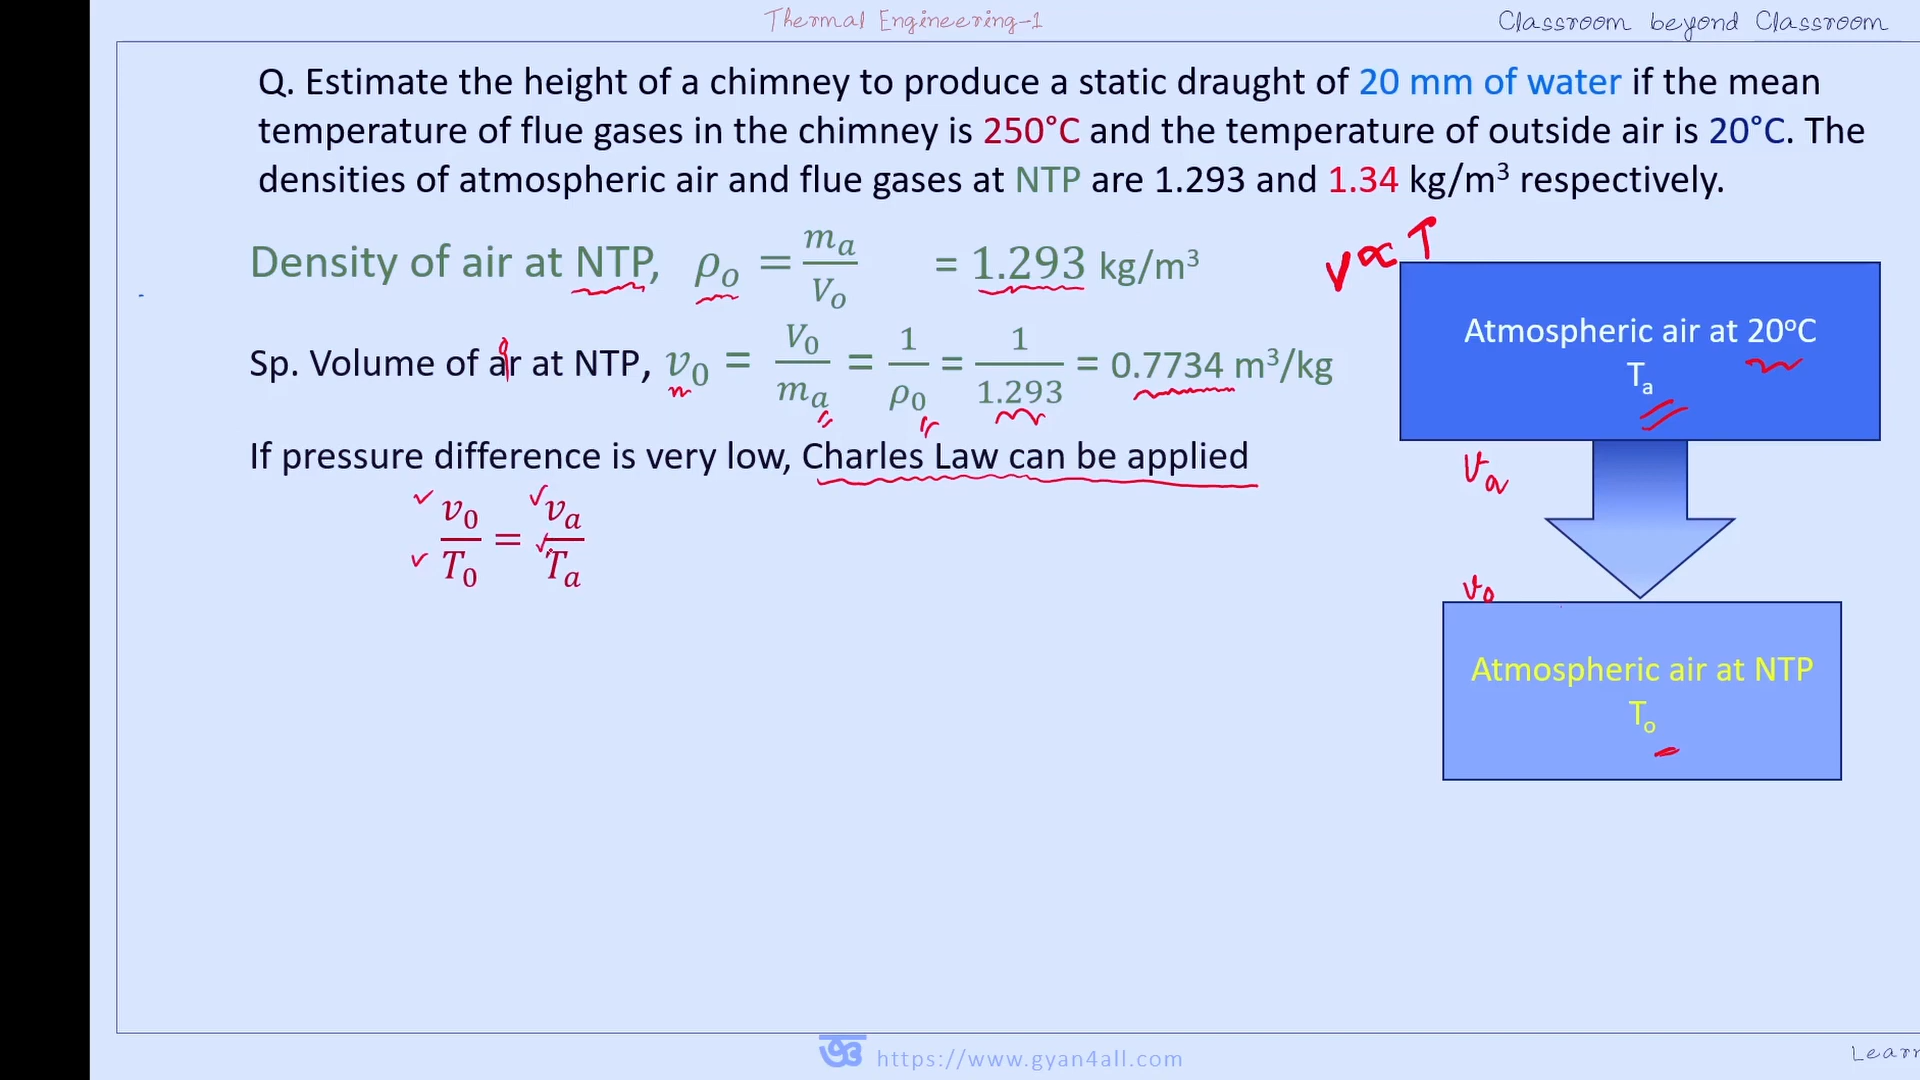 Thermal Engineering-1
Classroom beyond Classroom
Q. Estimate the height of a chimney to produce a static draught of 20 mm of water if the mean
temperature of flue gases in the chimney is 250°C and the temperature of outside air is 20°C. The
densities of atmospheric air and flue gases at NTP are 1.293 and 1.34 kg/m³ respectively.
Density of air at NTP, ρₒ = mₐ/Vₒ = 1.293 kg/m³
V ∝ T
Atmospheric air at 20ºC
Tₐ
Sp. Volume of ar at NTP, v₀ = V₀/mₐ = 1/ρ₀ = 1/1.293 = 0.7734 m³/kg
If pressure difference is very low, Charles Law can be applied
vₐ
v₀/T₀ = vₐ/Tₐ
v₀
Atmospheric air at NTP
Tₒ
https://www.gyan4all.com
Learn